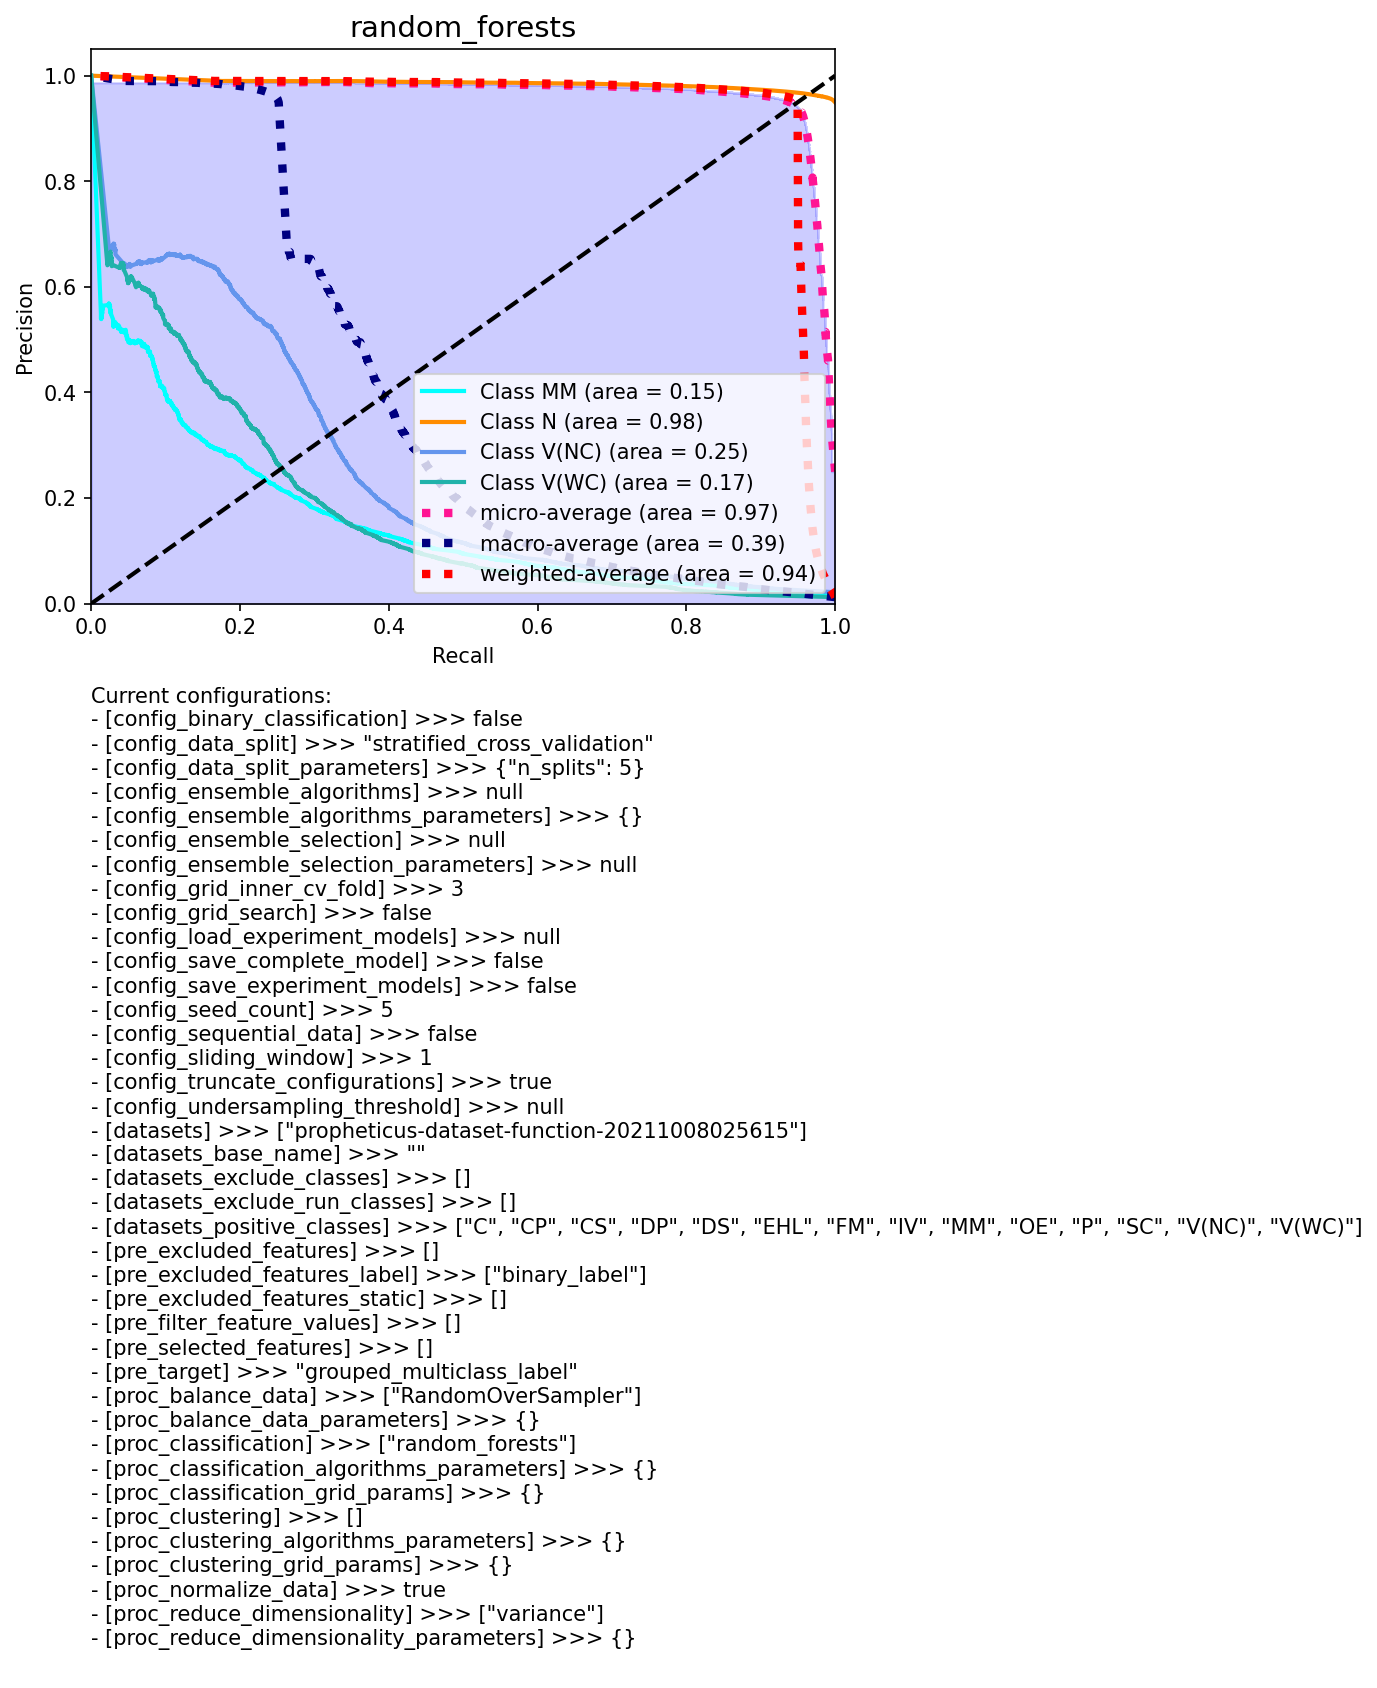 random_forests
1.0
0.8
0.6
0.4
0.2
0.0
Precision
Class MM (area = 0.15)
Class N (area = 0.98)
Class V(NC) (area = 0.25)
Class V(WC) (area = 0.17)
micro-average (area = 0.97)
macro-average (area = 0.39)
weighted-average (area = 0.94)
0.0 0.2 0.4 0.6 0.8 1.0
Recall
Current configurations:
- [config_binary_classification] >>> false
- [config_data_split] >>> "stratified_cross_validation"
- [config_data_split_parameters] >>> {"n_splits": 5}
- [config_ensemble_algorithms] >>> null
- [config_ensemble_algorithms_parameters] >>> {}
- [config_ensemble_selection] >>> null
- [config_ensemble_selection_parameters] >>> null
- [config_grid_inner_cv_fold] >>> 3
- [config_grid_search] >>> false
- [config_load_experiment_models] >>> null
- [config_save_complete_model] >>> false
- [config_save_experiment_models] >>> false
- [config_seed_count] >>> 5
- [config_sequential_data] >>> false
- [config_sliding_window] >>> 1
- [config_truncate_configurations] >>> true
- [config_undersampling_threshold] >>> null
- [datasets] >>> ["propheticus-dataset-function-20211008025615"]
- [datasets_base_name] >>> ""
- [datasets_exclude_classes] >>> []
- [datasets_exclude_run_classes] >>> []
- [datasets_positive_classes] >>> ["C", "CP", "CS", "DP", "DS", "EHL", "FM", "IV", "MM", "OE", "P", "SC", "V(NC)", "V(WC)"]
- [pre_excluded_features] >>> []
- [pre_excluded_features_label] >>> ["binary_label"]
- [pre_excluded_features_static] >>> []
- [pre_filter_feature_values] >>> []
- [pre_selected_features] >>> []
- [pre_target] >>> "grouped_multiclass_label"
- [proc_balance_data] >>> ["RandomOverSampler"]
- [proc_balance_data_parameters] >>> {}
- [proc_classification] >>> ["random_forests"]
- [proc_classification_algorithms_parameters] >>> {}
- [proc_classification_grid_params] >>> {}
- [proc_clustering] >>> []
- [proc_clustering_algorithms_parameters] >>> {}
- [proc_clustering_grid_params] >>> {}
- [proc_normalize_data] >>> true
- [proc_reduce_dimensionality] >>> ["variance"]
- [proc_reduce_dimensionality_parameters] >>> {}